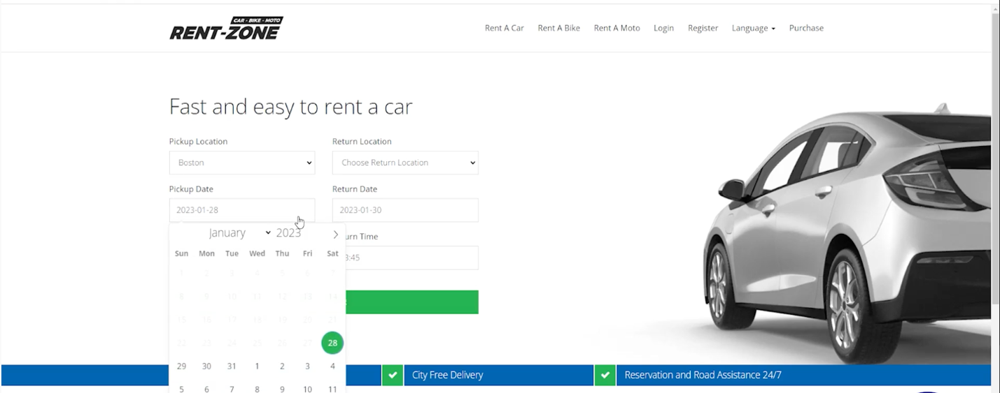 CAR - BIKE - MOTO
RENT-ZONE
Rent A Car Rent A Bike Rent A Moto Login Register Language Purchase
Fast and easy to rent a car
Pickup Location Return Location
Boston Choose Return Location
Pickup Date Return Date
2023-01-28 2023-01-30
January 2023
urn Time
Sun Mon Tue Wed Thu Fri Sat
:45
1 2 3 4 5 6 7
8 9 10 11 12 13 14
15 16 17 18 19 20 21
22 23 24 25 26 27 28
29 30 31 1 2 3 4
City Free Delivery Reservation and Road Assistance 24/7
5 6 7 8 9 10 11